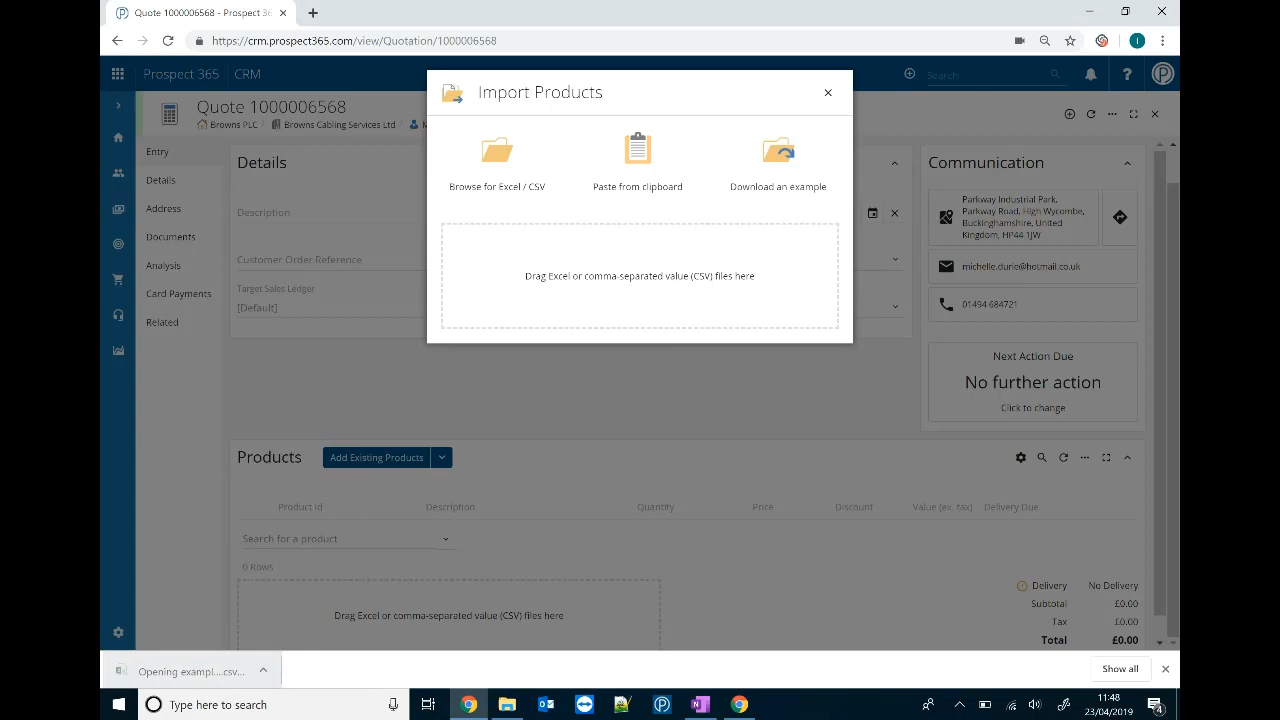 Quote 1000006568 - Prospect CRM
https://crm.prospect365.com/view/Quotation/1000006568
Prospect 365
CRM
Search
Quote 1000006568
Browns PLC /
Browns Cabling Services Ltd /
Import Products
Browse for Excel / CSV
Paste from clipboard
Download an example
Drag Excel or comma-separated value (CSV) files here
Entry
Details
Address
Documents
Analysis
Card Payments
Related
Details
Description
Customer Order Reference
Target Sales Ledger
[Default]
Communication
Parkway Industrial Park,
Parkway Road, High Wycombe,
Buckinghamshire, United
Kingdom, HP44 1JW
michelle.durie@hotmail.co.uk
01494 684721
Next Action Due
No further action
Click to change
Products
Add Existing Products
Product Id
Description
Quantity
Price
Discount
Value (ex. tax)
Delivery Due
Search for a product
0 Rows
Drag Excel or comma-separated value (CSV) files here
Delivery
No Delivery
Subtotal
£0.00
Tax
£0.00
Total
£0.00
Opening exampl....csv...
Show all
Type here to search
11:48
23/04/2019
4